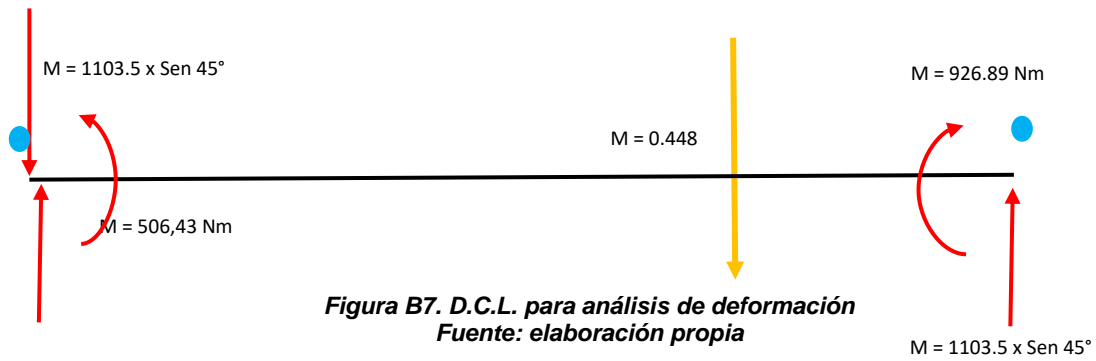 M = 1103.5 x Sen 45°
M = 926.89 Nm
M = 0.448
M = 506,43 Nm
Figura B7. D.C.L. para análisis de deformación
Fuente: elaboración propia
M = 1103.5 x Sen 45°